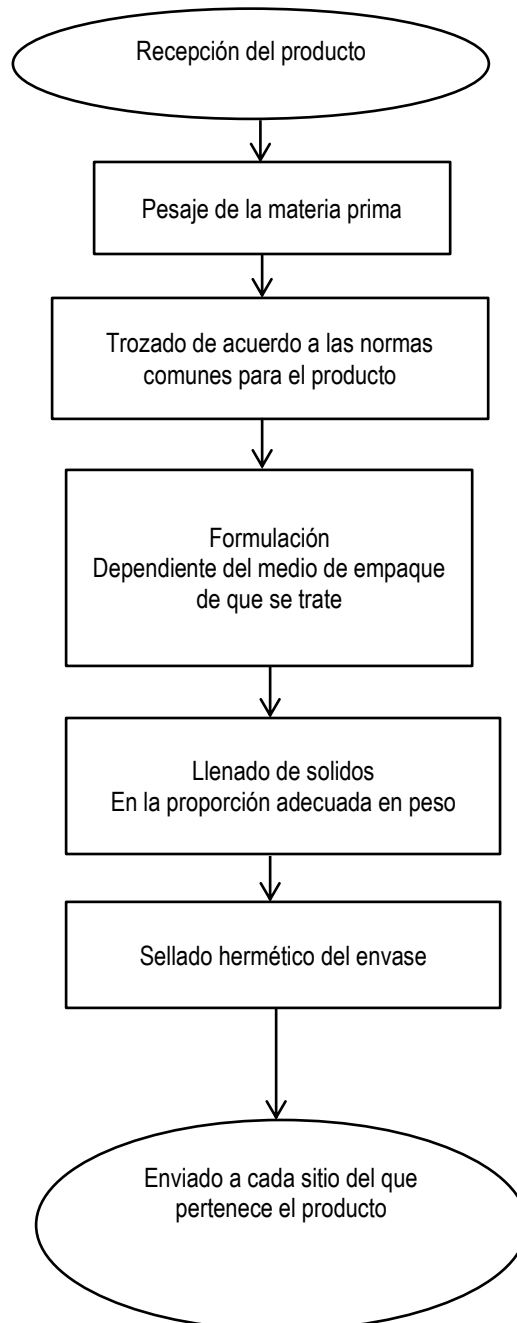 Recepción del producto
Pesaje de la materia prima
Trozado de acuerdo a las normas
comunes para el producto
Formulación
Dependiente del medio de empaque
de que se trate
Llenado de solidos
En la proporción adecuada en peso
Sellado hermético del envase
Enviado a cada sitio del que
pertenece el producto